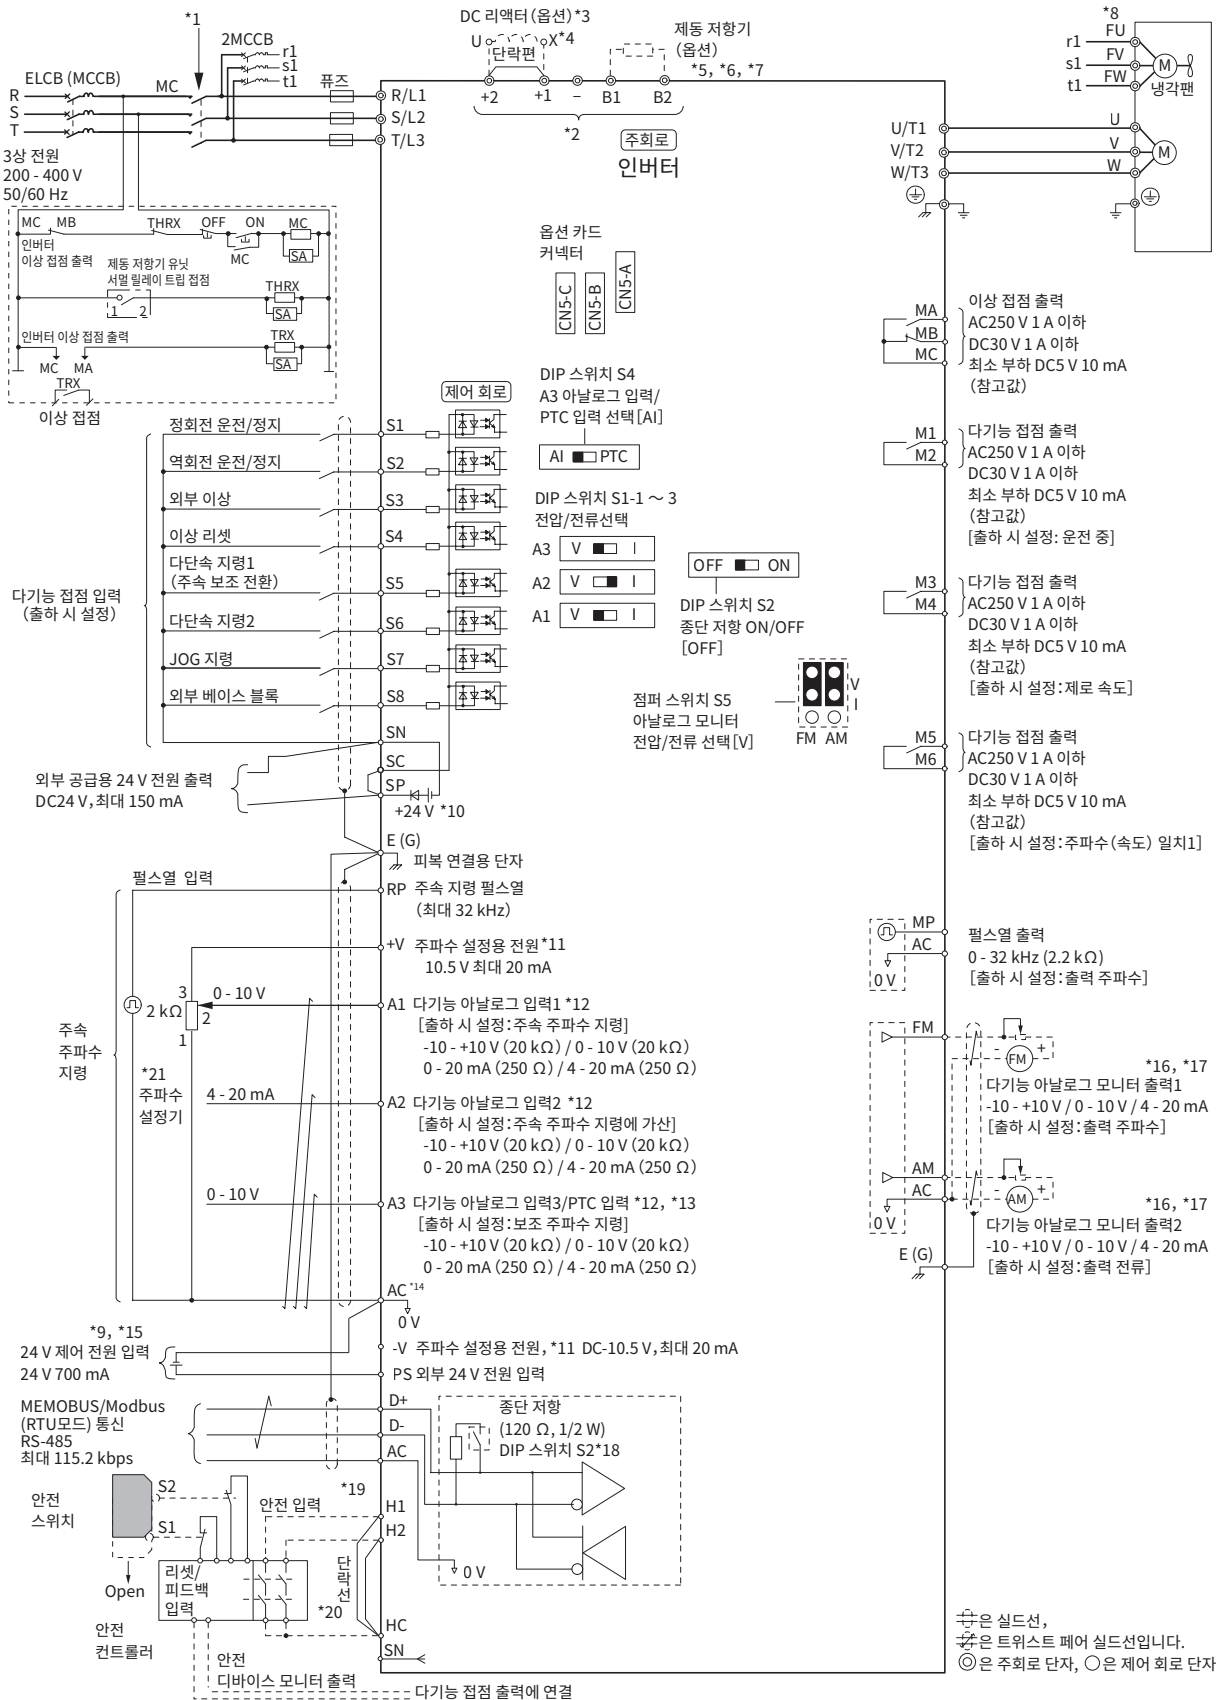 *1
2MCCB
r1
s1
t1
ELCB (MCCB)
MC
퓨즈
R
S
T
R/L1
S/L2
T/L3
3상 전원
200 - 400 V
50/60 Hz
DC 리액터(옵션)*3
U
X*4
단락편
제동 저항기
(옵션)
*5, *6, *7
+2
+1
–
B1
B2
*2
주회로
인버터
*8
r1
FU
s1
FV
t1
FW
M
냉각팬
U/T1
U
V/T2
V
W/T3
W
M
MC
MB
THRX
OFF
ON
MC
인버터
이상 접점 출력
MC
SA
제동 저항기 유닛
서멀 릴레이 트립 접점
THRX
1
2
SA
인버터 이상 접점 출력
TRX
MC
MA
SA
TRX
이상 접점
옵션 카드
커넥터
CN5-C
CN5-B
CN5-A
DIP 스위치 S4
A3 아날로그 입력/
PTC 입력 선택[AI]
AI
PTC
제어 회로
다기능 접점 입력
(출하 시 설정)
정회전 운전/정지
S1
역회전 운전/정지
S2
외부 이상
S3
이상 리셋
S4
다단속 지령1
(주속 보조 전환)
S5
다단속 지령2
S6
JOG 지령
S7
외부 베이스 블록
S8
SN
SC
SP
외부 공급용 24 V 전원 출력
DC24 V, 최대 150 mA
+24 V *10
DIP 스위치 S1-1 ～ 3
전압/전류선택
A3 V I
A2 V I
A1 V I
OFF
ON
DIP 스위치 S2
종단 저항 ON/OFF
[OFF]
점퍼 스위치 S5
아날로그 모니터
전압/전류 선택[V]
V
I
FM AM
MA
MB
MC
이상 접점 출력
AC250 V 1 A 이하
DC30 V 1 A 이하
최소 부하 DC5 V 10 mA
(참고값)
M1
M2
다기능 접점 출력
AC250 V 1 A 이하
DC30 V 1 A 이하
최소 부하 DC5 V 10 mA
(참고값)
[출하 시 설정: 운전 중]
M3
M4
다기능 접점 출력
AC250 V 1 A 이하
DC30 V 1 A 이하
최소 부하 DC5 V 10 mA
(참고값)
[출하 시 설정:제로 속도]
M5
M6
다기능 접점 출력
AC250 V 1 A 이하
DC30 V 1 A 이하
최소 부하 DC5 V 10 mA
(참고값)
[출하 시 설정:주파수(속도) 일치1]
E (G)
피복 연결용 단자
펄스열 입력
RP 주속 지령 펄스열
(최대 32 kHz)
+V 주파수 설정용 전원*11
10.5 V 최대 20 mA
주속
주파수
지령
2 kΩ
3
2
1
0 - 10 V
*21
주파수
설정기
A1 다기능 아날로그 입력1 *12
[출하 시 설정:주속 주파수 지령]
-10 - +10 V (20 kΩ) / 0 - 10 V (20 kΩ)
0 - 20 mA (250 Ω) / 4 - 20 mA (250 Ω)
4 - 20 mA
A2 다기능 아날로그 입력2 *12
[출하 시 설정:주속 주파수 지령에 가산]
-10 - +10 V (20 kΩ) / 0 - 10 V (20 kΩ)
0 - 20 mA (250 Ω) / 4 - 20 mA (250 Ω)
0 - 10 V
A3 다기능 아날로그 입력3/PTC 입력 *12, *13
[출하 시 설정:보조 주파수 지령]
-10 - +10 V (20 kΩ) / 0 - 10 V (20 kΩ)
0 - 20 mA (250 Ω) / 4 - 20 mA (250 Ω)
AC *14
0 V
MP
AC
0 V
펄스열 출력
0 - 32 kHz (2.2 kΩ)
[출하 시 설정:출력 주파수]
FM
- FM +
*16, *17
다기능 아날로그 모니터 출력1
-10 - +10 V / 0 - 10 V / 4 - 20 mA
[출하 시 설정:출력 주파수]
AM
AC
0 V
- AM +
*16, *17
다기능 아날로그 모니터 출력2
-10 - +10 V / 0 - 10 V / 4 - 20 mA
[출하 시 설정:출력 전류]
E (G)
*9, *15
24 V 제어 전원 입력
24 V 700 mA
-V 주파수 설정용 전원, *11 DC-10.5 V, 최대 20 mA
PS 외부 24 V 전원 입력
MEMOBUS/Modbus
(RTU모드) 통신
RS-485
최대 115.2 kbps
D+
D-
AC
종단 저항
(120 Ω, 1/2 W)
DIP 스위치 S2*18
0 V
*19
안전
스위치
S2
S1
Open
안전 입력
H1
H2
리셋/
피드백
입력
단락선
*20
HC
SN
안전
컨트롤러
안전
디바이스 모니터 출력
다기능 접점 출력에 연결
은 실드선,
은 트위스트 페어 실드선입니다.
은 주회로 단자, 은 제어 회로 단자